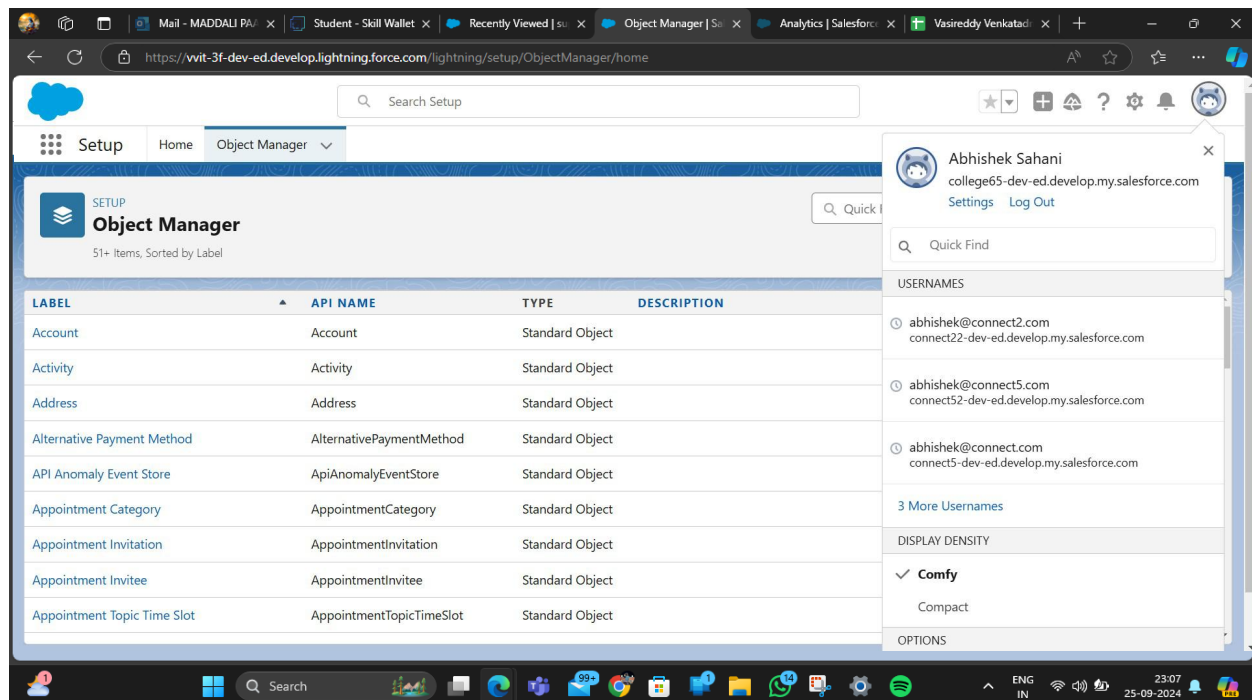 Mail - MADDALI PAA
Student - Skill Wallet
Recently Viewed | su
Object Manager | Sal
Analytics | Salesforce
Vasireddy Venkatadr
https://vvit-3f-dev-ed.develop.lightning.force.com/lightning/setup/ObjectManager/home
Search Setup
Setup
Home
Object Manager
SETUP
Object Manager
51+ Items, Sorted by Label
Quick
LABEL API NAME TYPE DESCRIPTION
Account Account Standard Object
Activity Activity Standard Object
Address Address Standard Object
Alternative Payment Method AlternativePaymentMethod Standard Object
API Anomaly Event Store ApiAnomalyEventStore Standard Object
Appointment Category AppointmentCategory Standard Object
Appointment Invitation AppointmentInvitation Standard Object
Appointment Invitee AppointmentInvitee Standard Object
Appointment Topic Time Slot AppointmentTopicTimeSlot Standard Object
Abhishek Sahani
college65-dev-ed.develop.my.salesforce.com
Settings Log Out
Quick Find
USERNAMES
abhishek@connect2.com
connect22-dev-ed.develop.my.salesforce.com
abhishek@connect5.com
connect52-dev-ed.develop.my.salesforce.com
abhishek@connect.com
connect5-dev-ed.develop.my.salesforce.com
3 More Usernames
DISPLAY DENSITY
Comfy
Compact
OPTIONS
1
Search
99+
1
14
ENG
IN
23:07
25-09-2024
PRE